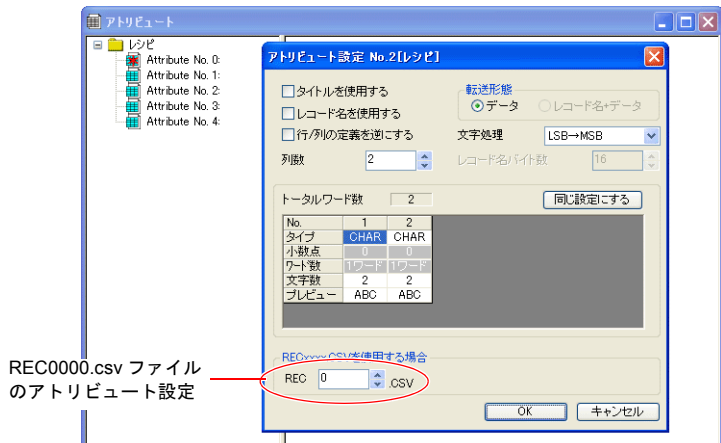 アトリビュート
レシピ
Attribute No. 0:
Attribute No. 1:
Attribute No. 2:
Attribute No. 3:
Attribute No. 4:
アトリビュート設定 No.2[レシピ]
タイトルを使用する
レコード名を使用する
行/列の定義を逆にする
列数 2
転送形態
データ レコード名+データ
文字処理 LSB→MSB
レコード名バイト数 16
トータルワード数 2
同じ設定にする
No. 1 2
タイプ CHAR CHAR
小数点 0 0
ワード数 1ワード 1ワード
文字数 2 2
プレビュー ABC ABC
RECxxxx.CSVを使用する場合
REC 0 .CSV
OK キャンセル
REC0000.csv ファイル
のアトリビュート設定